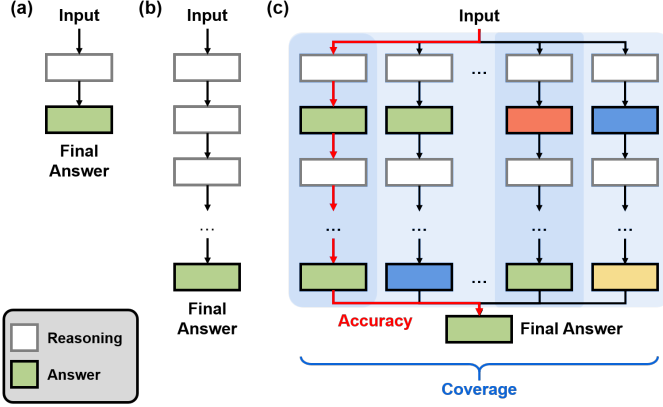 (a)
Input
Final
Answer
(b)
Input
...
Final
Answer
(c)
Input
...
... ... ... ...
...
Accuracy
Final Answer
Coverage
Reasoning
Answer